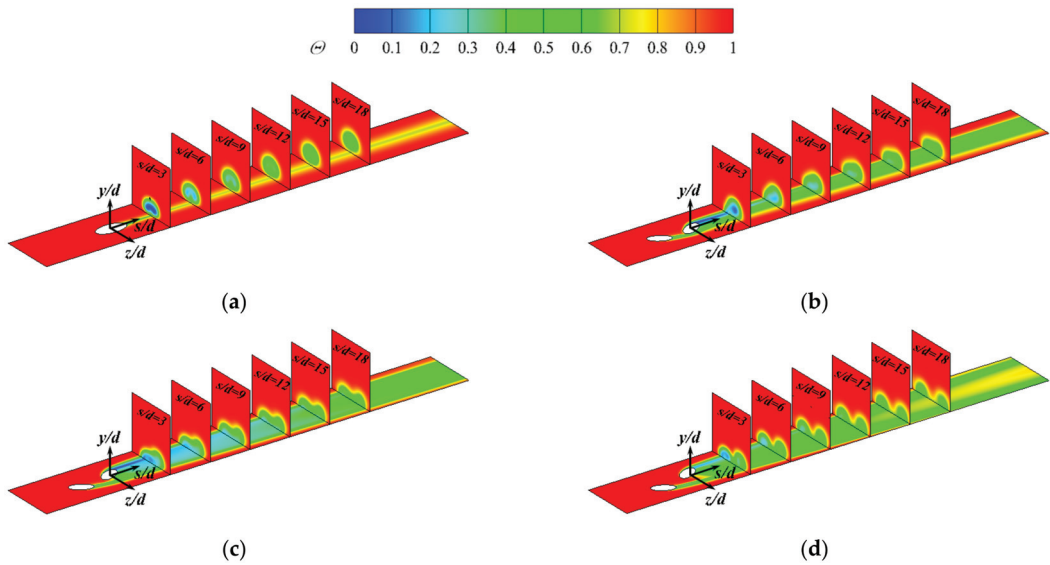 Θ 0 0.1 0.2 0.3 0.4 0.5 0.6 0.7 0.8 0.9 1
s/d=3 s/d=6 s/d=9 s/d=12 s/d=15 s/d=18
y/d
s/d
z/d
(a)
s/d=3 s/d=6 s/d=9 s/d=12 s/d=15 s/d=18
y/d
s/d
z/d
(b)
s/d=3 s/d=6 s/d=9 s/d=12 s/d=15 s/d=18
y/d
s/d
z/d
(c)
s/d=3 s/d=6 s/d=9 s/d=12 s/d=15 s/d=18
y/d
s/d
z/d
(d)